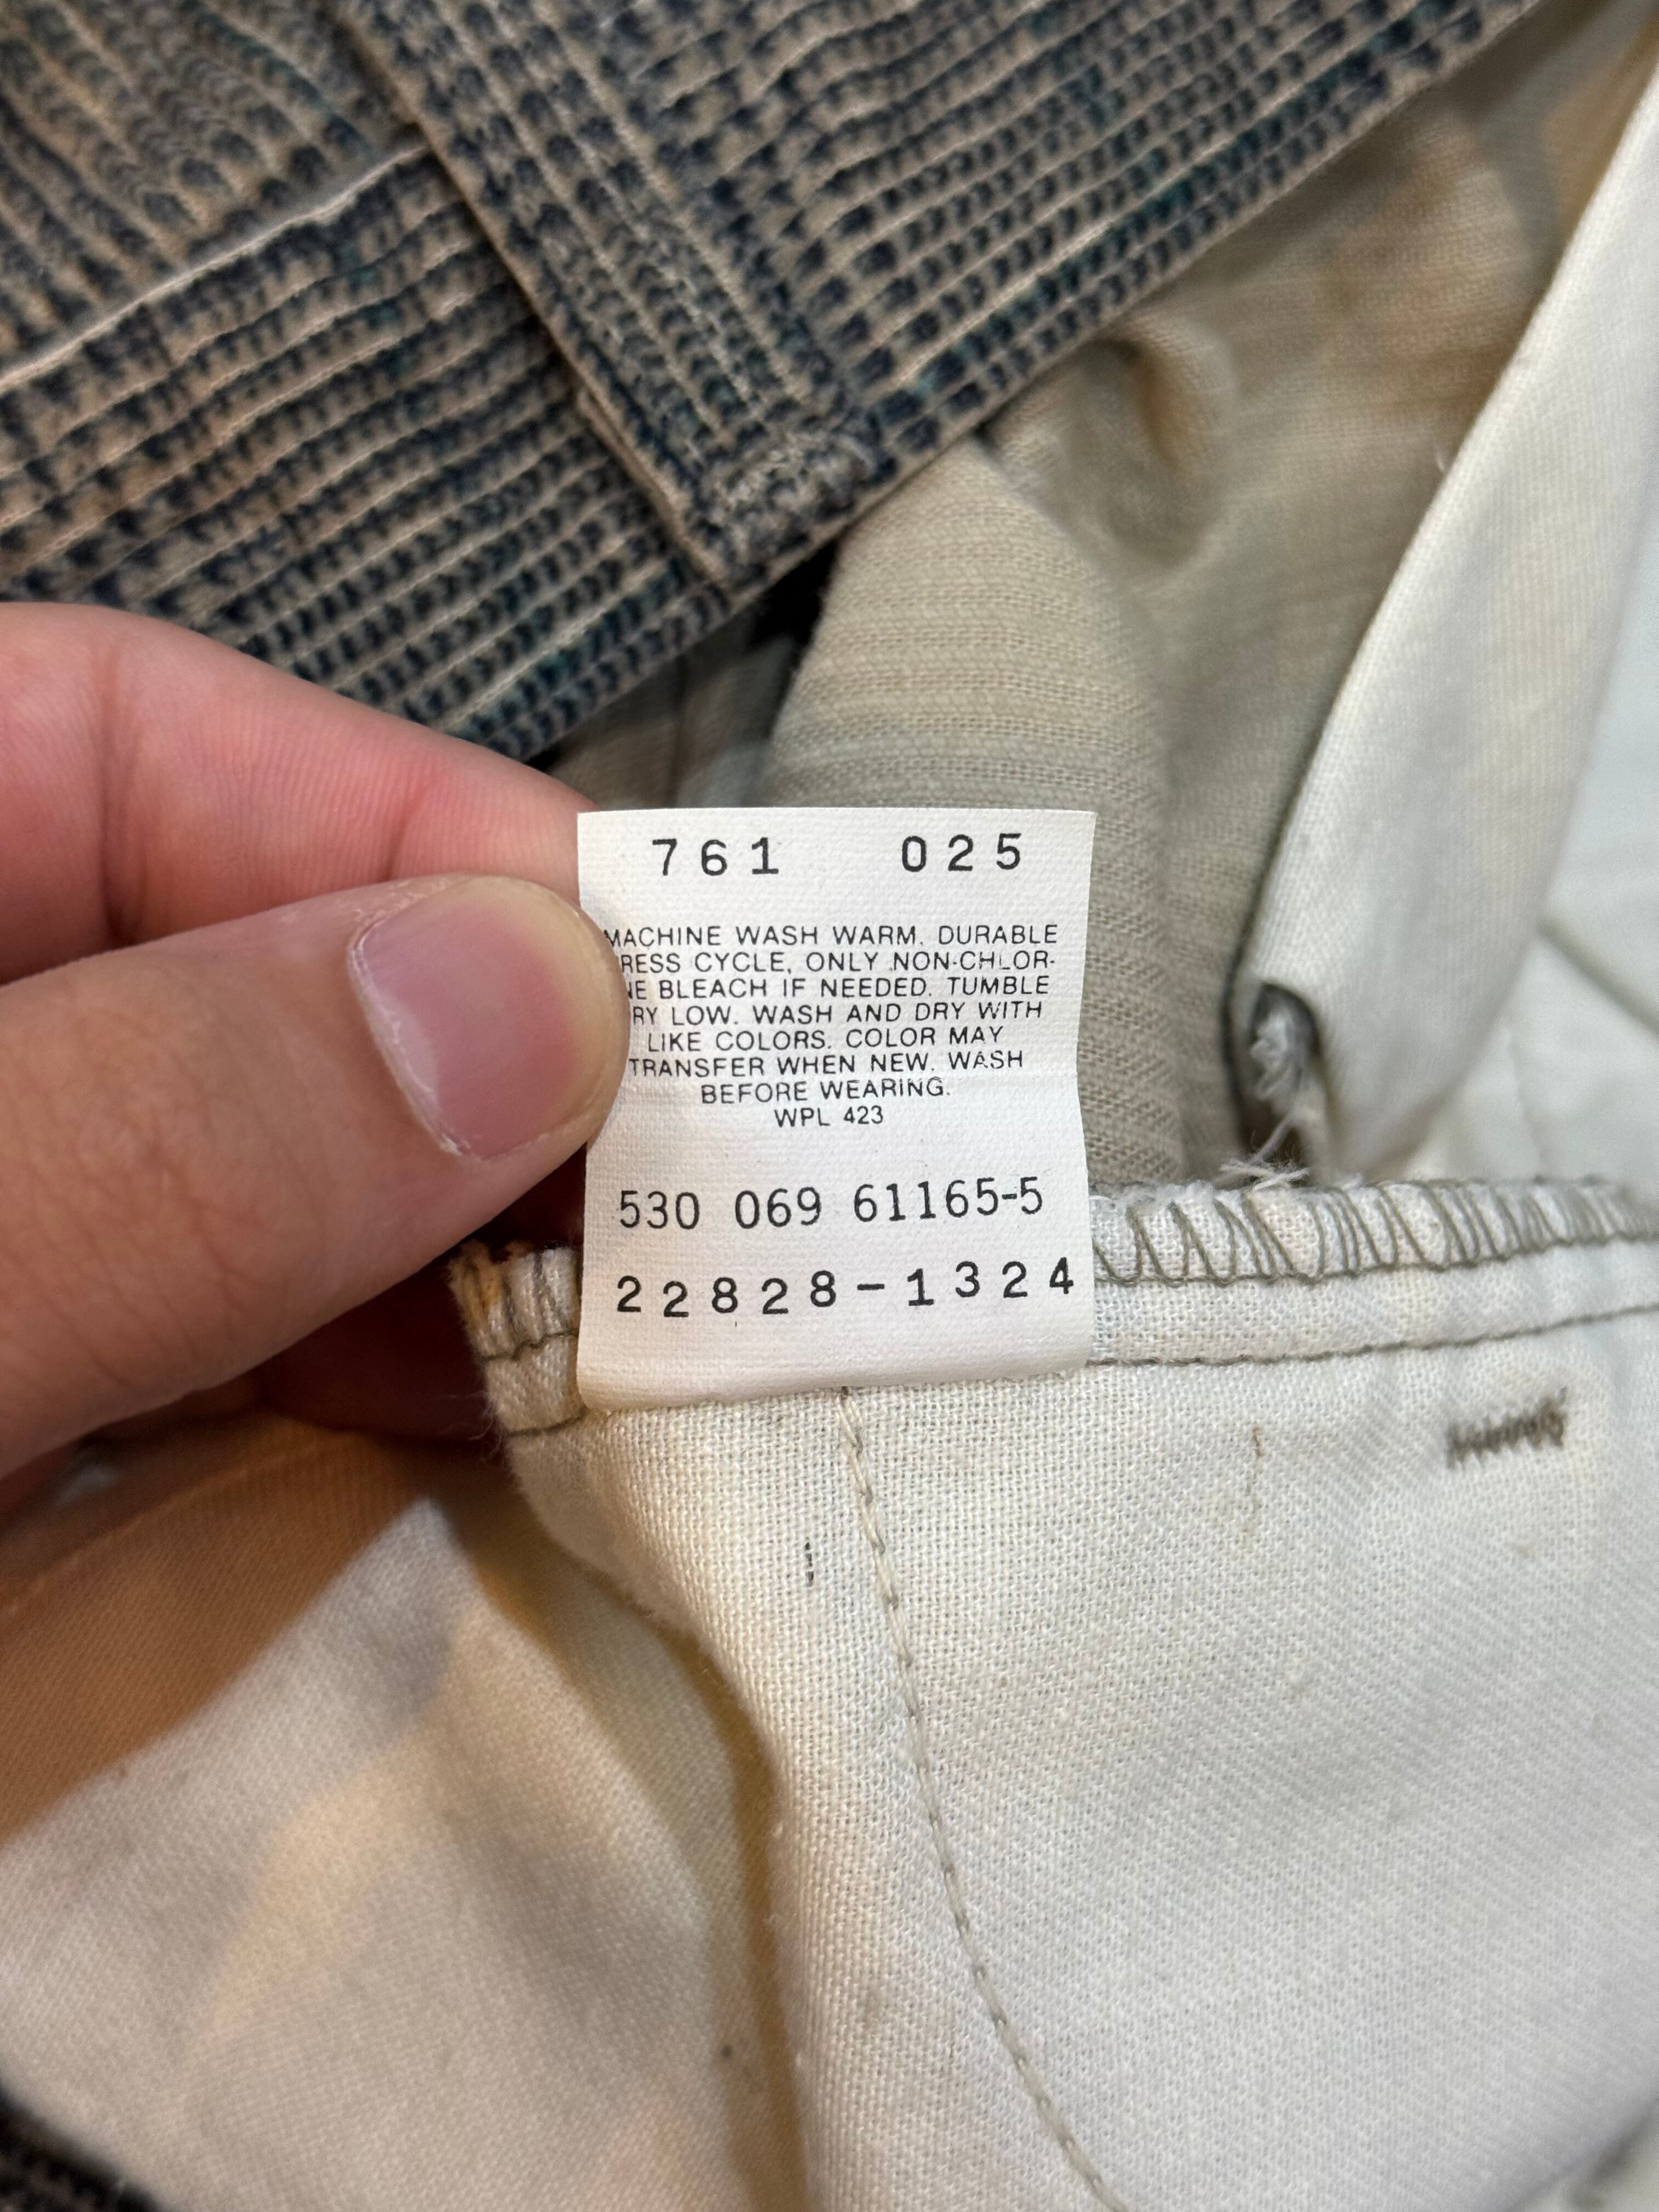 761 025
MACHINE WASH WARM. DURABLE
RESS CYCLE, ONLY NON-CHLOR-
NE BLEACH IF NEEDED. TUMBLE
RY LOW. WASH AND DRY WITH
LIKE COLORS. COLOR MAY
TRANSFER WHEN NEW. WASH
BEFORE WEARING.
WPL 423
530 069 61165-5
22828-1324